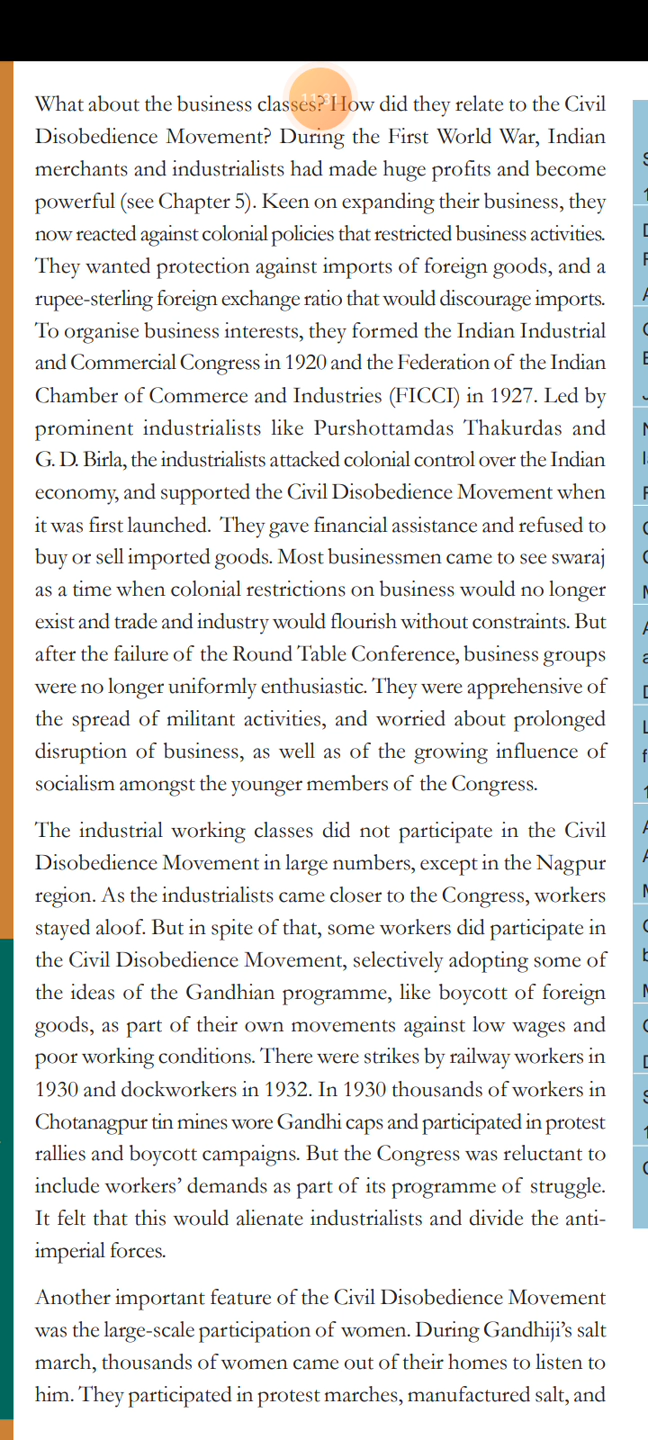 What about the business classes? How did they relate to the Civil
Disobedience Movement? During the First World War, Indian
merchants and industrialists had made huge profits and become
powerful (see Chapter 5). Keen on expanding their business, they
now reacted against colonial policies that restricted business activities.
They wanted protection against imports of foreign goods, and a
rupee-sterling foreign exchange ratio that would discourage imports.
To organise business interests, they formed the Indian Industrial
and Commercial Congress in 1920 and the Federation of the Indian
Chamber of Commerce and Industries (FICCI) in 1927. Led by
prominent industrialists like Purshottamdas Thakurdas and
G. D. Birla, the industrialists attacked colonial control over the Indian
economy, and supported the Civil Disobedience Movement when
it was first launched. They gave financial assistance and refused to
buy or sell imported goods. Most businessmen came to see swaraj
as a time when colonial restrictions on business would no longer
exist and trade and industry would flourish without constraints. But
after the failure of the Round Table Conference, business groups
were no longer uniformly enthusiastic. They were apprehensive of
the spread of militant activities, and worried about prolonged
disruption of business, as well as of the growing influence of
socialism amongst the younger members of the Congress.
The industrial working classes did not participate in the Civil
Disobedience Movement in large numbers, except in the Nagpur
region. As the industrialists came closer to the Congress, workers
stayed aloof. But in spite of that, some workers did participate in
the Civil Disobedience Movement, selectively adopting some of
the ideas of the Gandhian programme, like boycott of foreign
goods, as part of their own movements against low wages and
poor working conditions. There were strikes by railway workers in
1930 and dockworkers in 1932. In 1930 thousands of workers in
Chotanagpur tin mines wore Gandhi caps and participated in protest
rallies and boycott campaigns. But the Congress was reluctant to
include workers’ demands as part of its programme of struggle.
It felt that this would alienate industrialists and divide the anti-
imperial forces.
Another important feature of the Civil Disobedience Movement
was the large-scale participation of women. During Gandhiji’s salt
march, thousands of women came out of their homes to listen to
him. They participated in protest marches, manufactured salt, and